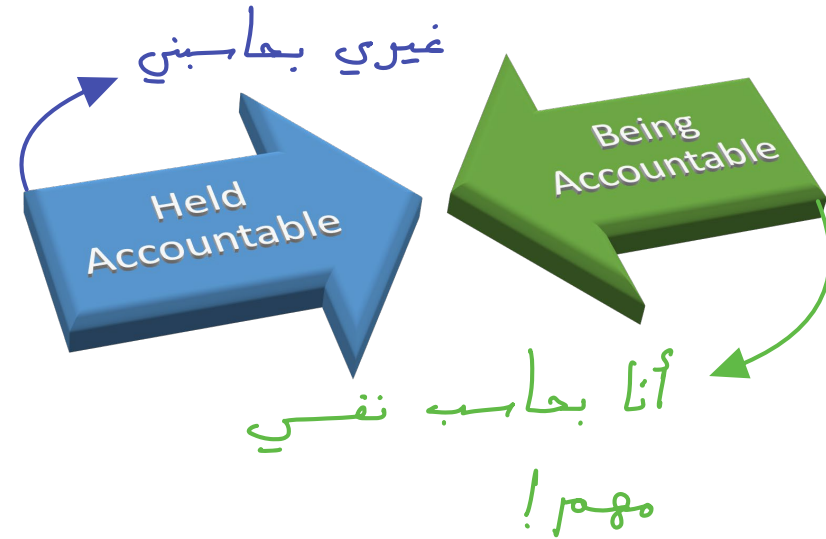 غيري بحاسبني
Held
Accountable
Being
Accountable
أنا بحاسب نفسي
مهم!